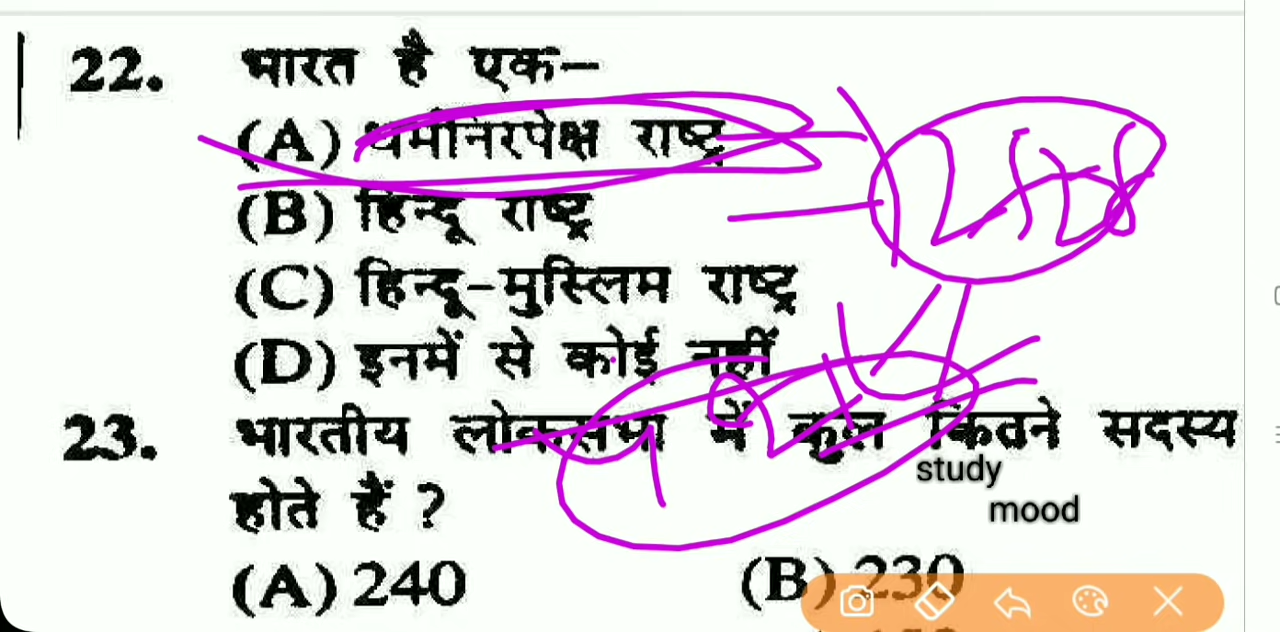 22. भारत है एक–
(A) धर्मनिरपेक्ष राष्ट्र
(B) हिन्दू राष्ट्र
(C) हिन्दू-मुस्लिम राष्ट्र
(D) इनमें से कोई नहीं
23. भारतीय लोकसभा में कुल कितने सदस्य
होते हैं ?
study
mood
(A) 240 (B) 230